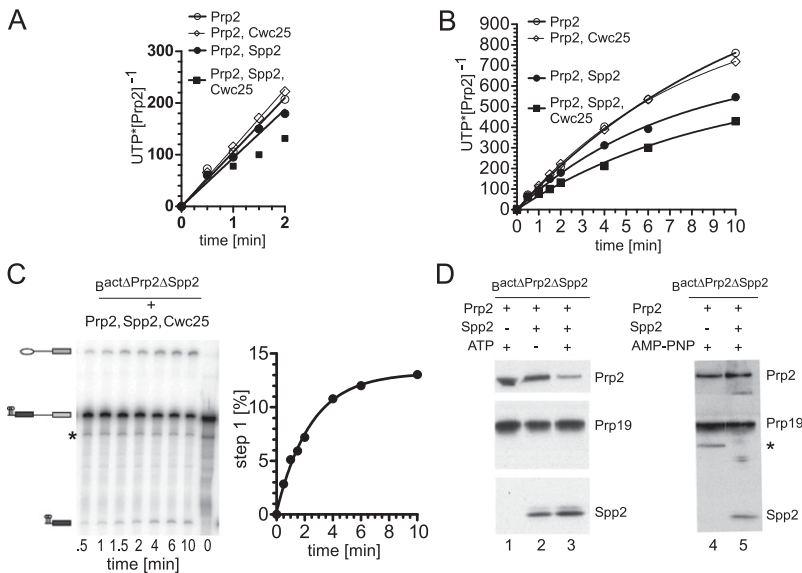 A
300
200
100
0
0
1
2
UTP*[Prp2]-1
time [min]
Prp2
Prp2, Cwc25
Prp2, Spp2
Prp2, Spp2,
Cwc25
B
900
800
700
600
500
400
300
200
100
0
0
1
2
3
4
5
6
7
8
9
10
UTP*[Prp2]-1
time [min]
Prp2
Prp2, Cwc25
Prp2, Spp2
Prp2, Spp2,
Cwc25
C
BactΔPrp2ΔSpp2
+
Prp2, Spp2, Cwc25
*
.5 1 1.5 2 4 6 10 0
time [min]
15
10
5
0
0 2 4 6 8 10
step 1 [%]
time [min]
D
BactΔPrp2ΔSpp2
Prp2 + + +
Spp2 - + +
ATP + - +
Prp2
Prp19
Spp2
1 2 3
BactΔPrp2ΔSpp2
Prp2 + +
Spp2 - +
AMP-PNP + +
Prp2
Prp19
*
Spp2
4 5